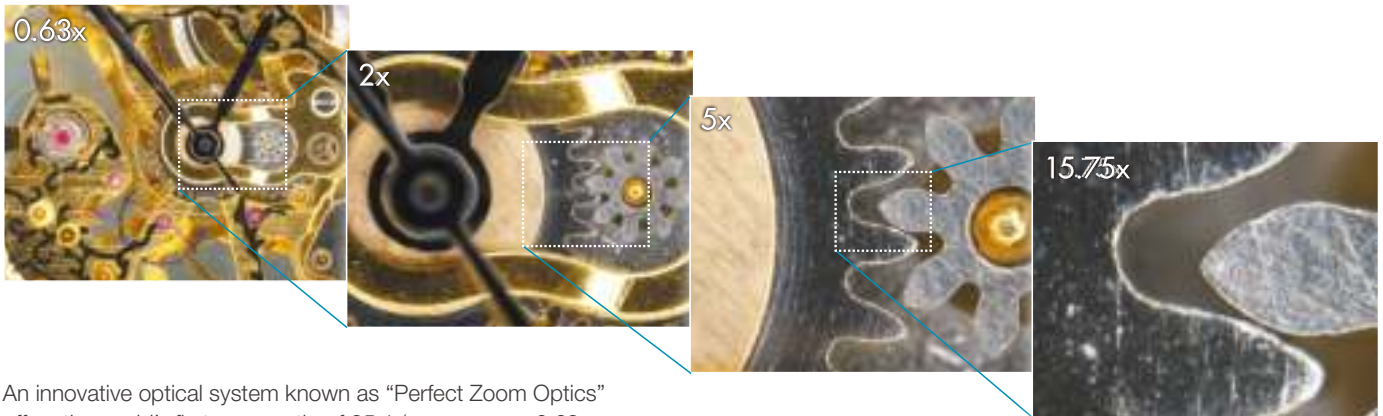 0.63x
2x
5x
15.75x
An innovative optical system known as “Perfect Zoom Optics”